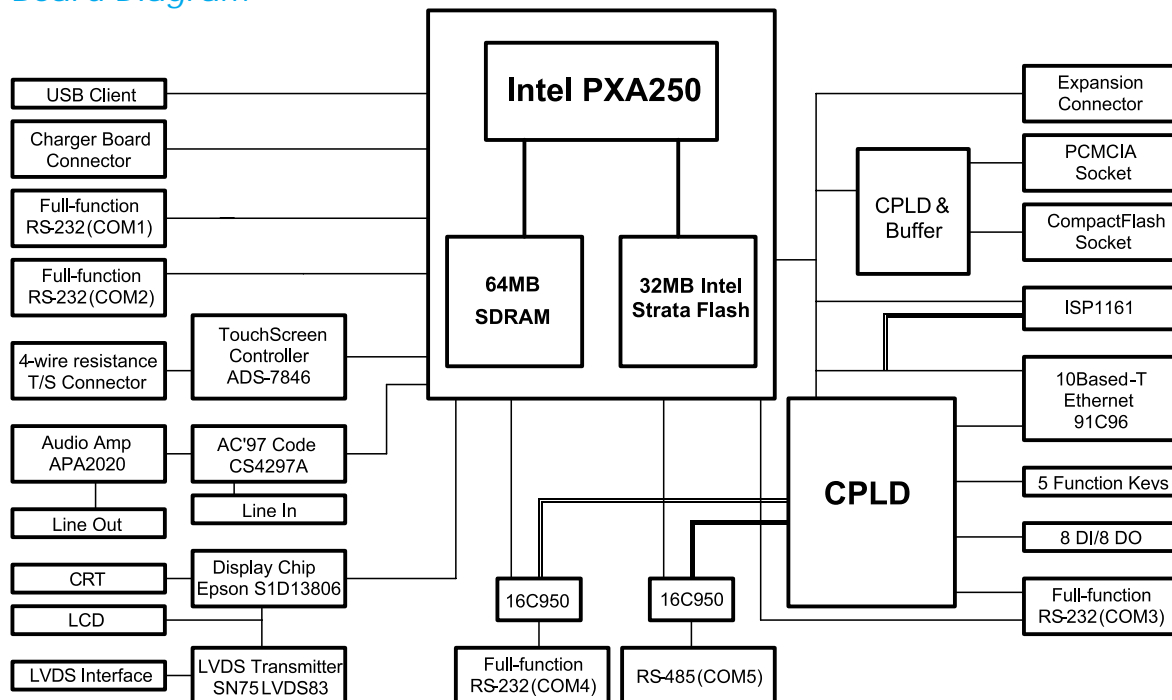 Board Diagram
Intel PXA250
64MB
SDRAM
32MB Intel
Strata Flash
USB Client
Charger Board
Connector
Full-function
RS-232(COM1)
Full-function
RS-232(COM2)
4-wire resistance
T/S Connector
TouchScreen
Controller
ADS-7846
Audio Amp
APA2020
AC'97 Code
CS4297A
Line Out
Line In
CRT
Display Chip
Epson S1D13806
LCD
LVDS Interface
LVDS Transmitter
SN75LVDS83
16C950
Full-function
RS-232(COM4)
16C950
RS-485(COM5)
CPLD
CPLD &
Buffer
Expansion
Connector
PCMCIA
Socket
CompactFlash
Socket
ISP1161
10Based-T
Ethernet
91C96
5 Function Keys
8 DI/8 DO
Full-function
RS-232(COM3)